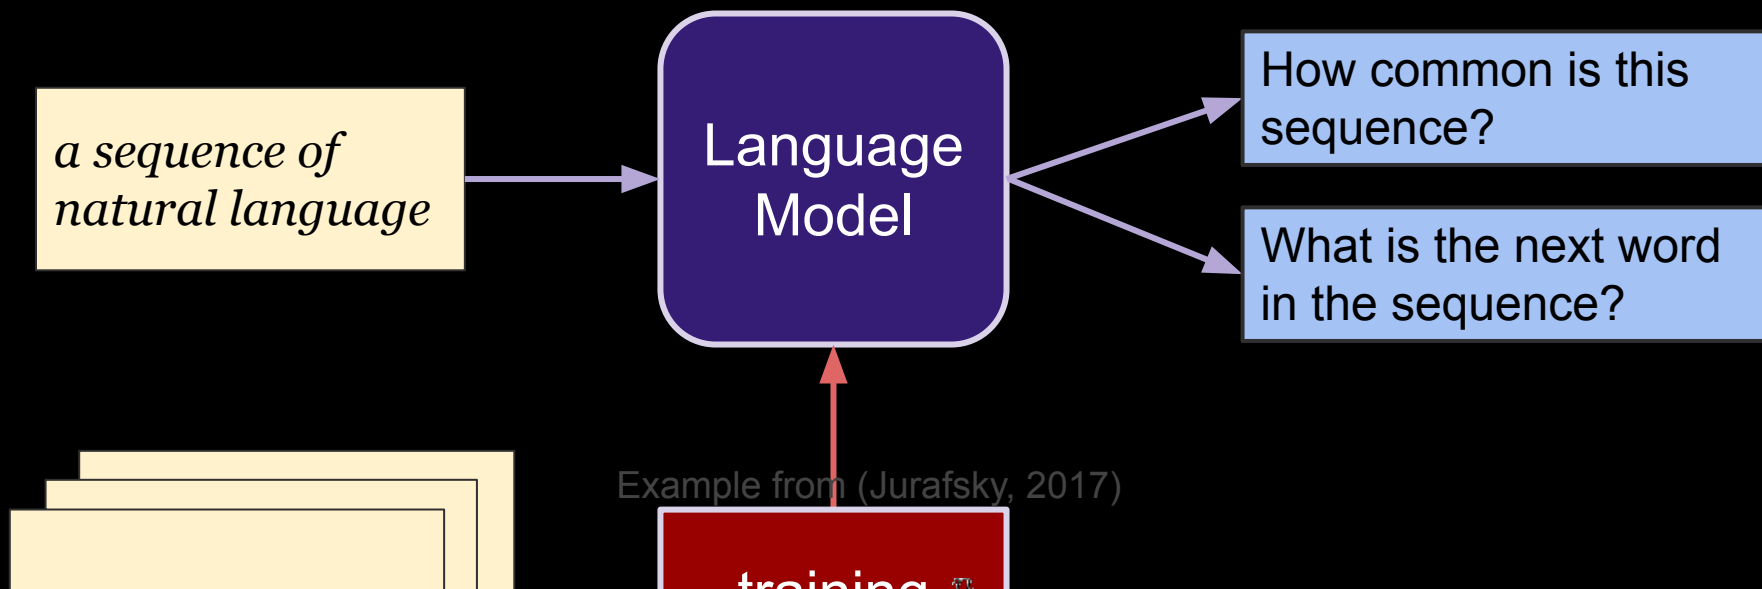 a sequence of
natural language
Language
Model
How common is this
sequence?
What is the next word
in the sequence?
Example from (Jurafsky, 2017)
training